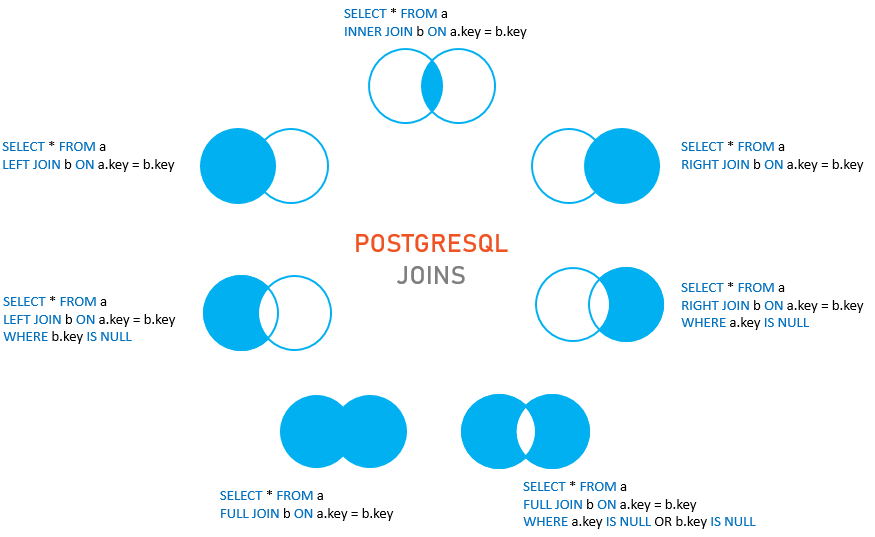 SELECT * FROM a
INNER JOIN b ON a.key = b.key
SELECT * FROM a
LEFT JOIN b ON a.key = b.key
SELECT * FROM a
RIGHT JOIN b ON a.key = b.key
POSTGRESQL
JOINS
SELECT * FROM a
LEFT JOIN b ON a.key = b.key
WHERE b.key IS NULL
SELECT * FROM a
RIGHT JOIN b ON a.key = b.key
WHERE a.key IS NULL
SELECT * FROM a
FULL JOIN b ON a.key = b.key
SELECT * FROM a
FULL JOIN b ON a.key = b.key
WHERE a.key IS NULL OR b.key IS NULL